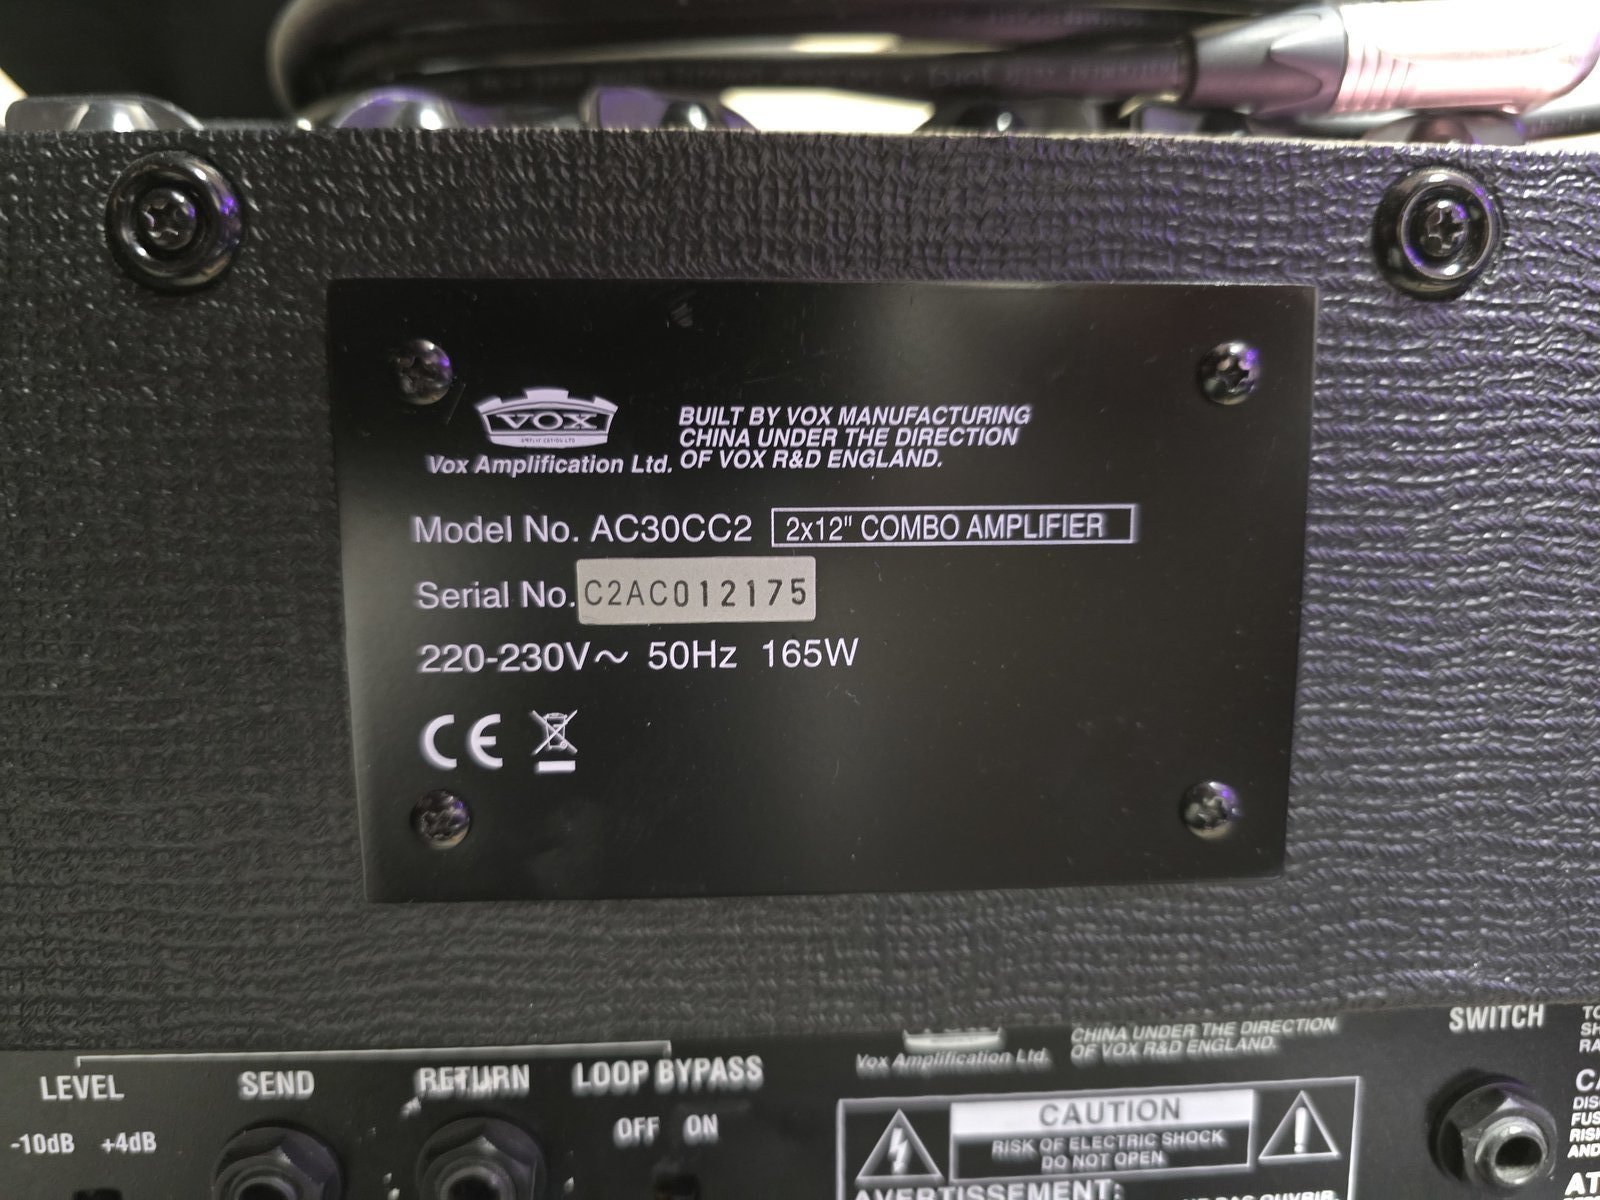 VOX
Vox Amplification Ltd.
BUILT BY VOX MANUFACTURING
CHINA UNDER THE DIRECTION
OF VOX R&D ENGLAND.
Model No. AC30CC2 2x12" COMBO AMPLIFIER
Serial No. C2AC012175
220-230V~ 50Hz 165W
CE
Vox Amplification Ltd.
CHINA UNDER THE DIRECTION
OF VOX R&D ENGLAND.
SWITCH
LEVEL SEND RETURN LOOP BYPASS
-10dB +4dB OFF ON
CAUTION
RISK OF ELECTRIC SHOCK
DO NOT OPEN
AVERTISSEMENT: